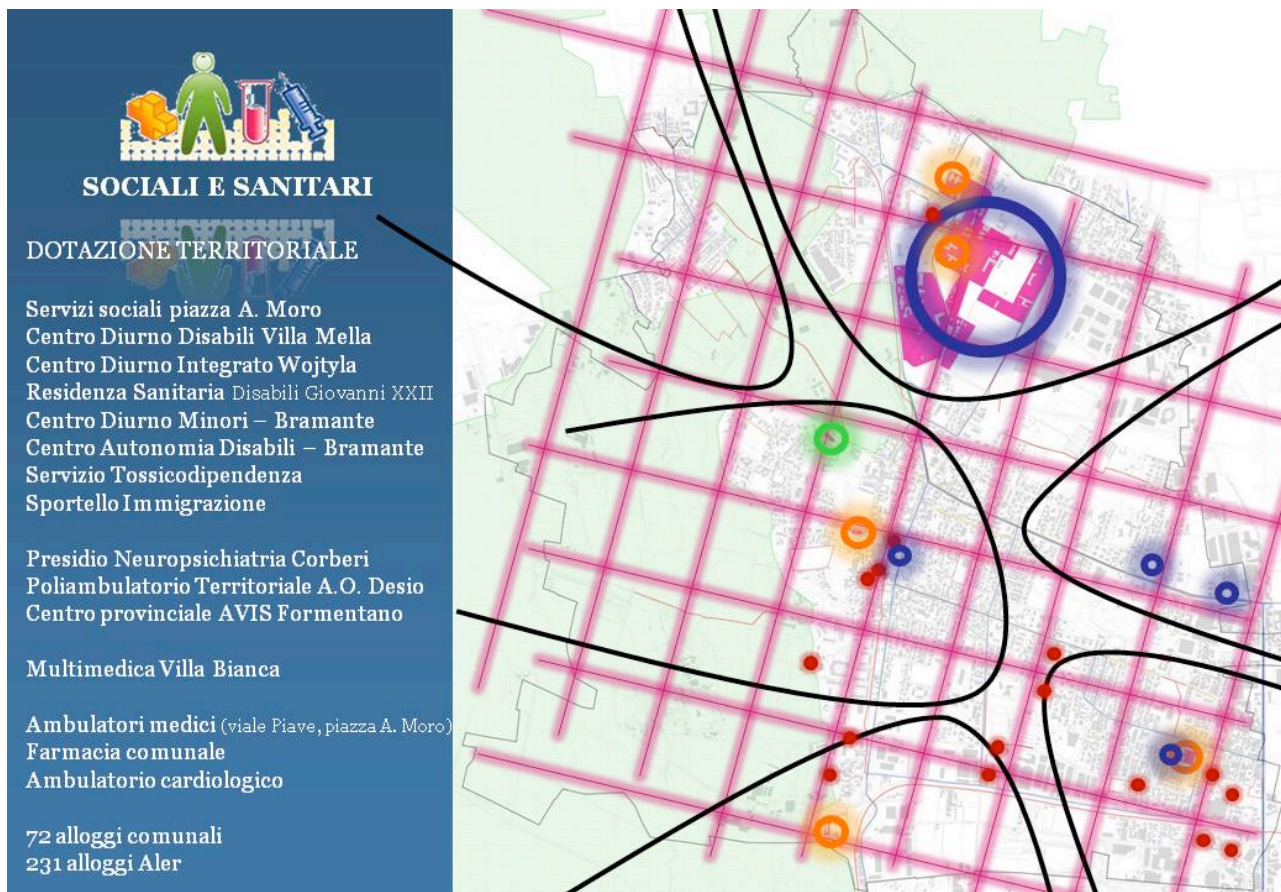 SOCIALI E SANITARI
DOTAZIONE TERRITORIALE
Servizi sociali piazza A. Moro
Centro Diurno Disabili Villa Mella
Centro Diurno Integrato Wojtyla
Residenza Sanitaria Disabili Giovanni XXII
Centro Diurno Minori – Bramante
Centro Autonomia Disabili – Bramante
Servizio Tossicodipendenza
Sportello Immigrazione
Presidio Neuropsichiatria Corberi
Poliambulatorio Territoriale A.O. Desio
Centro provinciale AVIS Formentano
Multimedica Villa Bianca
Ambulatori medici (viale Piave, piazza A. Moro)
Farmacia comunale
Ambulatorio cardiologico
72 alloggi comunali
231 alloggi Aler